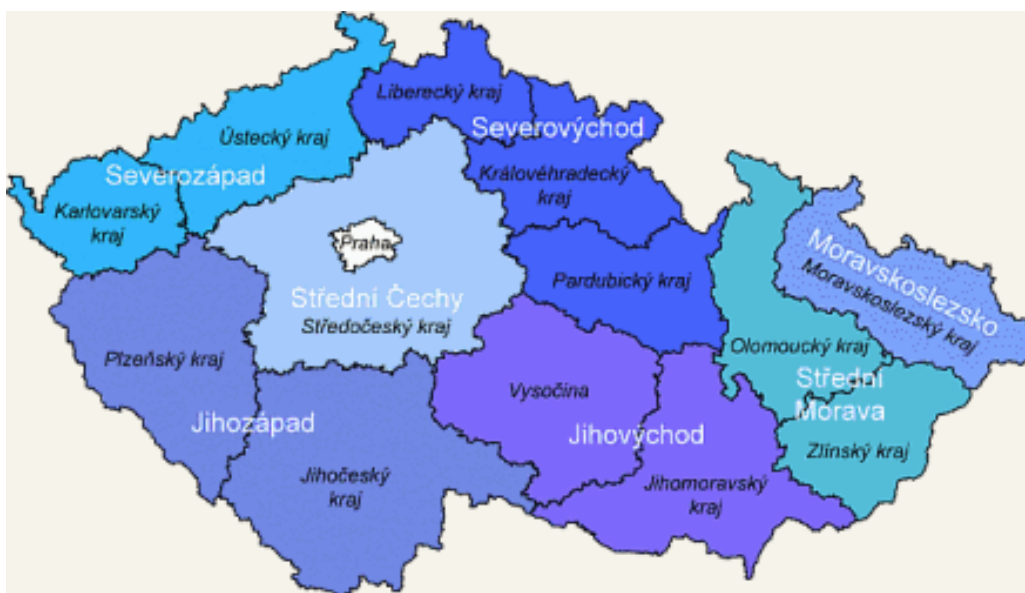 Liberecký kraj
Ústecký kraj
Severovýchod
Severozápad
Královéhradecký
kraj
Karlovarský
kraj
Praha
Moravskoslezsko
Moravskoslezský kraj
Pardubický kraj
Střední Čechy
Středočeský kraj
Plzeňský kraj
Olomoucký kraj
Střední
Morava
Vysočina
Jihozápad
Jihovýchod
Zlínský kraj
Jihočeský
kraj
Jihomoravský
kraj